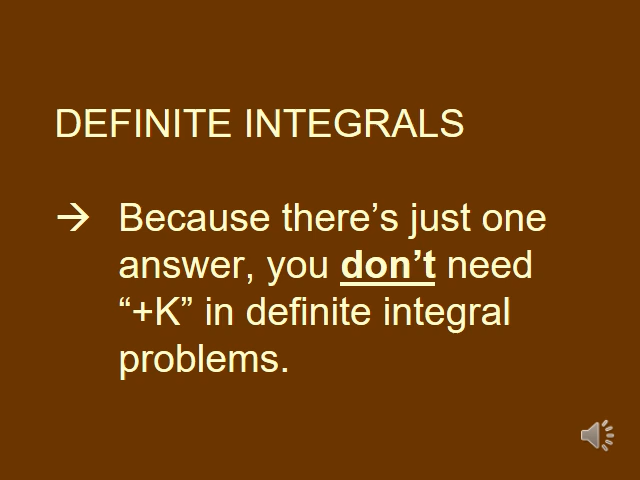 DEFINITE INTEGRALS
→ Because there’s just one
answer, you don’t need
“+K” in definite integral
problems.